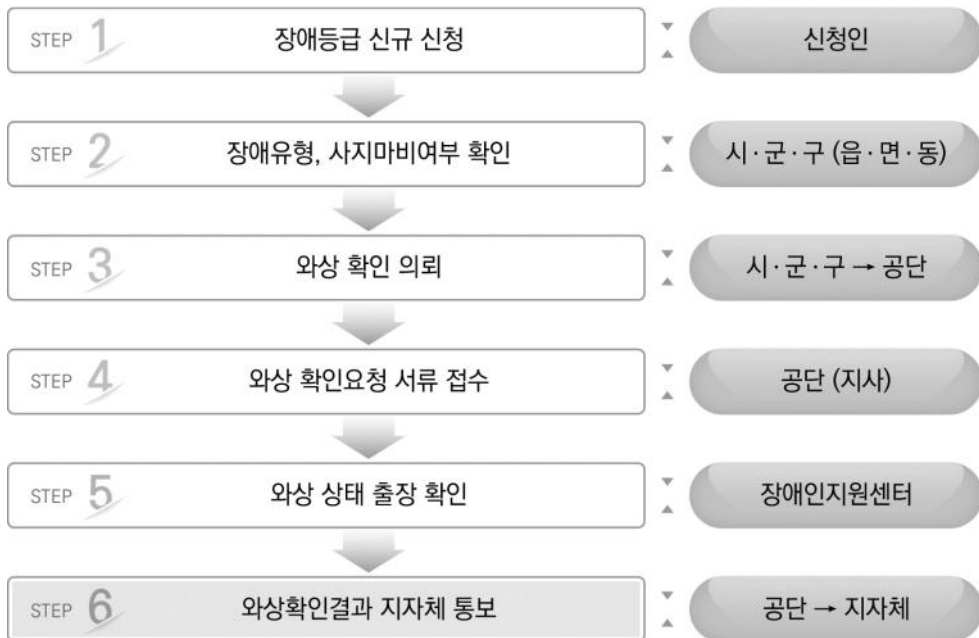 STEP 1 장애등급 신규 신청 신청인
STEP 2 장애유형, 사지마비여부 확인 시·군·구 (읍·면·동)
STEP 3 와상 확인 의뢰 시·군·구 → 공단
STEP 4 와상 확인요청 서류 접수 공단 (지사)
STEP 5 와상 상태 출장 확인 장애인지원센터
STEP 6 와상확인결과 지자체 통보 공단 → 지자체